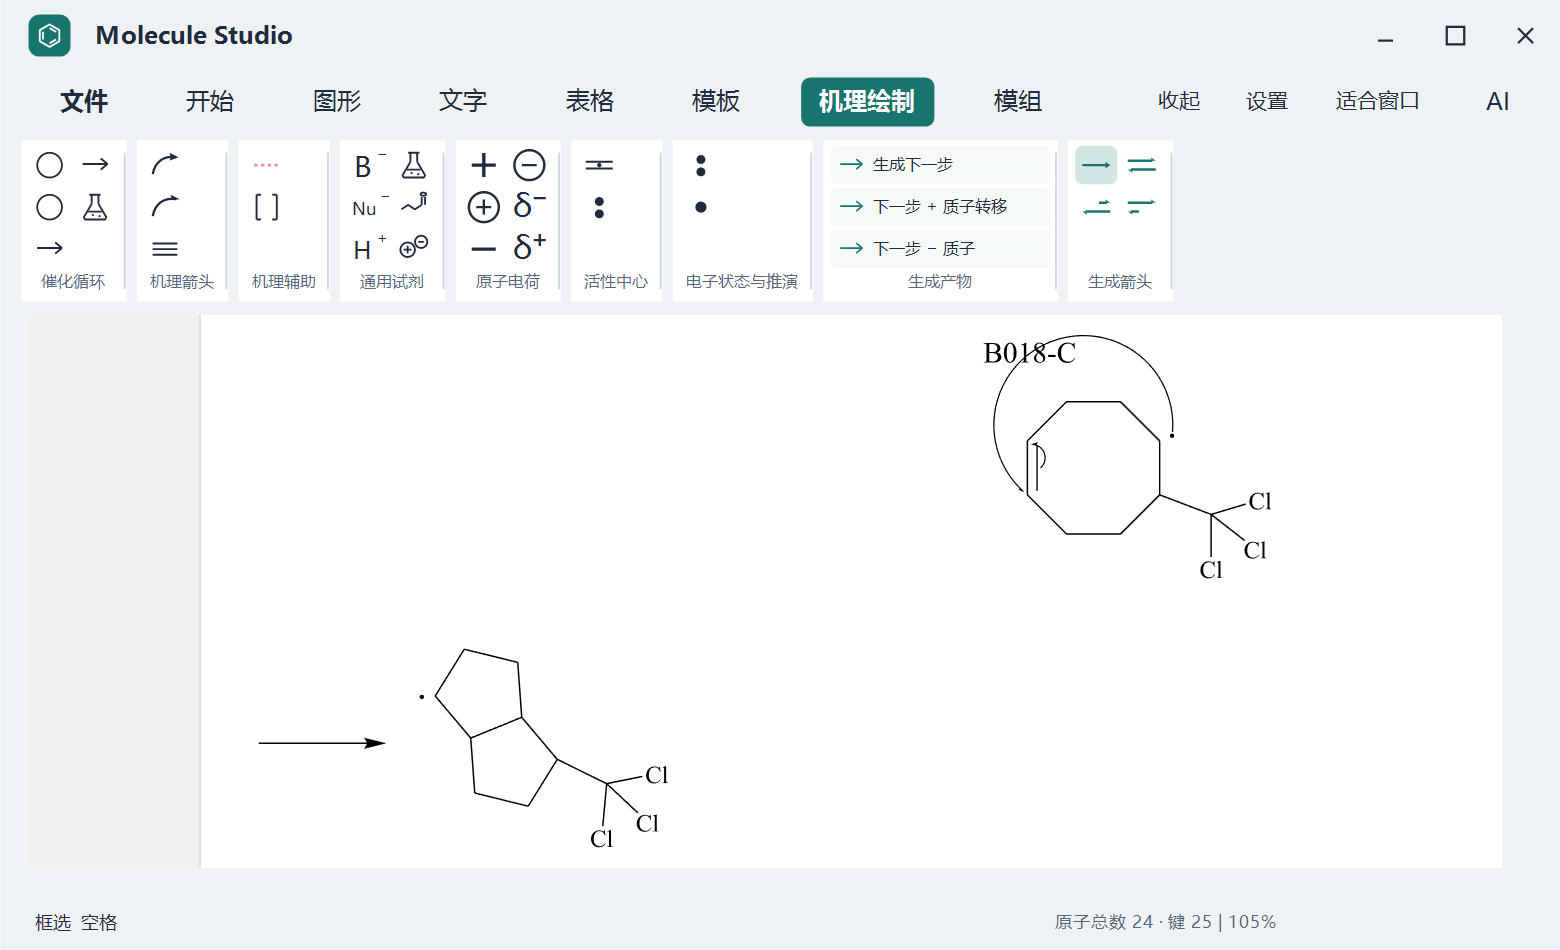 Molecule Studio
文件 开始 图形 文字 表格 模板 机理绘制 模组 收起 设置 适合窗口 AI
B⁻
Nu⁻
H⁺
δ⁻
δ⁺
生成下一步
下一步 + 质子转移
下一步 − 质子
催化循环 机理箭头 机理辅助 通用试剂 原子电荷 活性中心 电子状态与推演 生成产物 生成箭头
B018-C
Cl
Cl
Cl
Cl
Cl
Cl
框选 空格
原子总数 24 · 键 25 | 105%